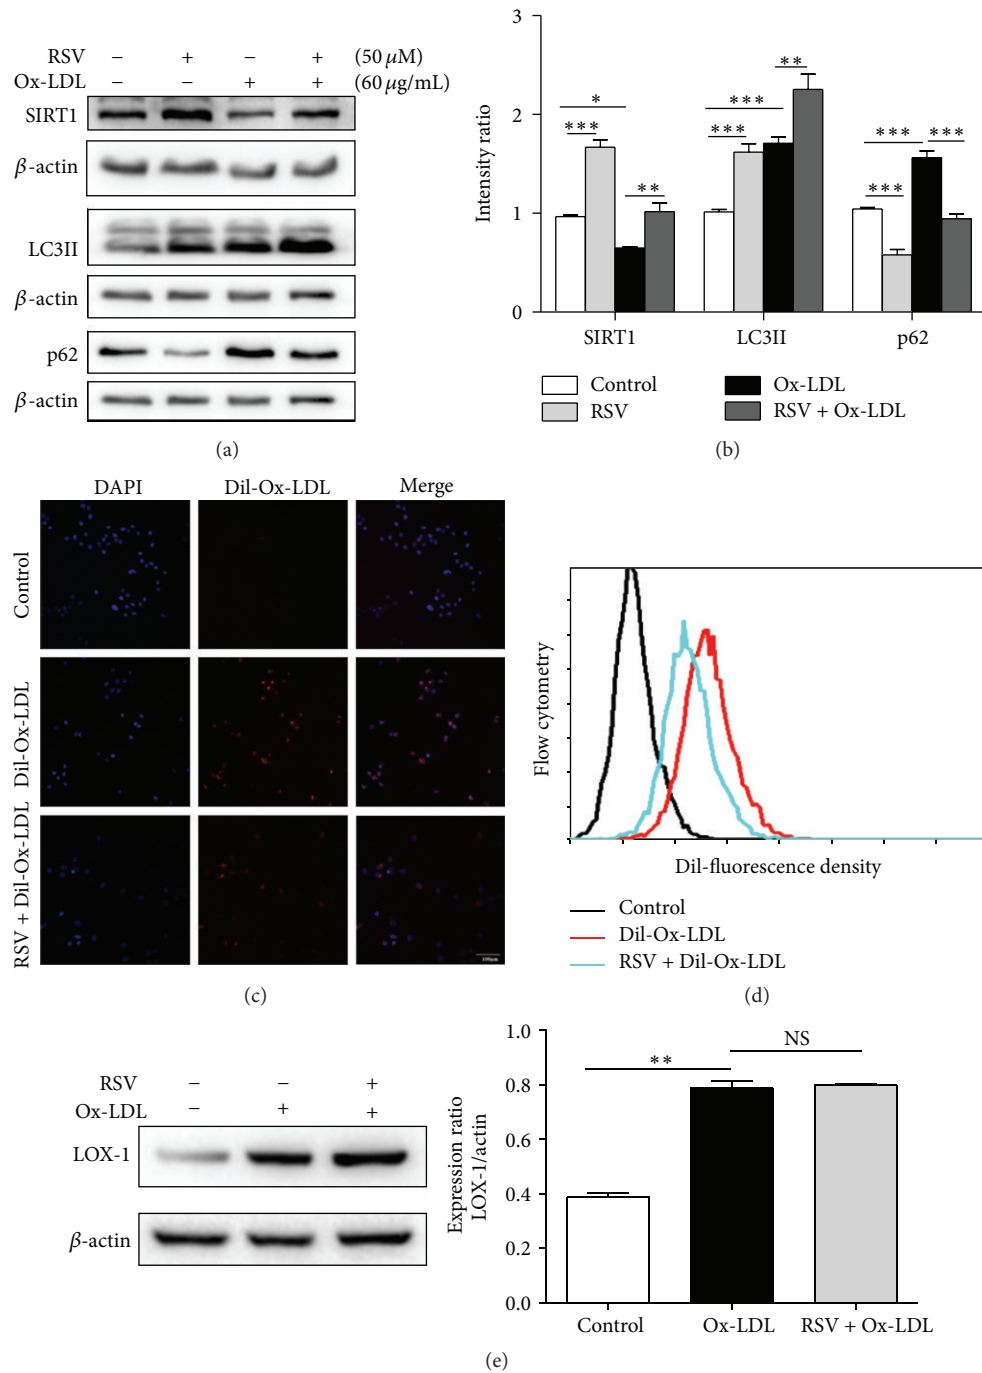 RSV − + − + (50 μM)
Ox-LDL − − + + (60 μg/mL)
SIRT1
β-actin
LC3II
β-actin
p62
β-actin
(a)
3
2
1
0
Intensity ratio
* *** ** *** *** ** *** *** ***
SIRT1 LC3II p62
Control Ox-LDL
RSV RSV + Ox-LDL
(b)
DAPI Dil-Ox-LDL Merge
Control
Dil-Ox-LDL
RSV + Dil-Ox-LDL
100μm
(c)
Flow cytometry
Dil-fluorescence density
Control
Dil-Ox-LDL
RSV + Dil-Ox-LDL
(d)
RSV − − +
Ox-LDL − + +
LOX-1
β-actin
Expression ratio
LOX-1/actin
1.0
0.8
0.6
0.4
0.2
0.0
** NS
Control Ox-LDL RSV + Ox-LDL
(e)